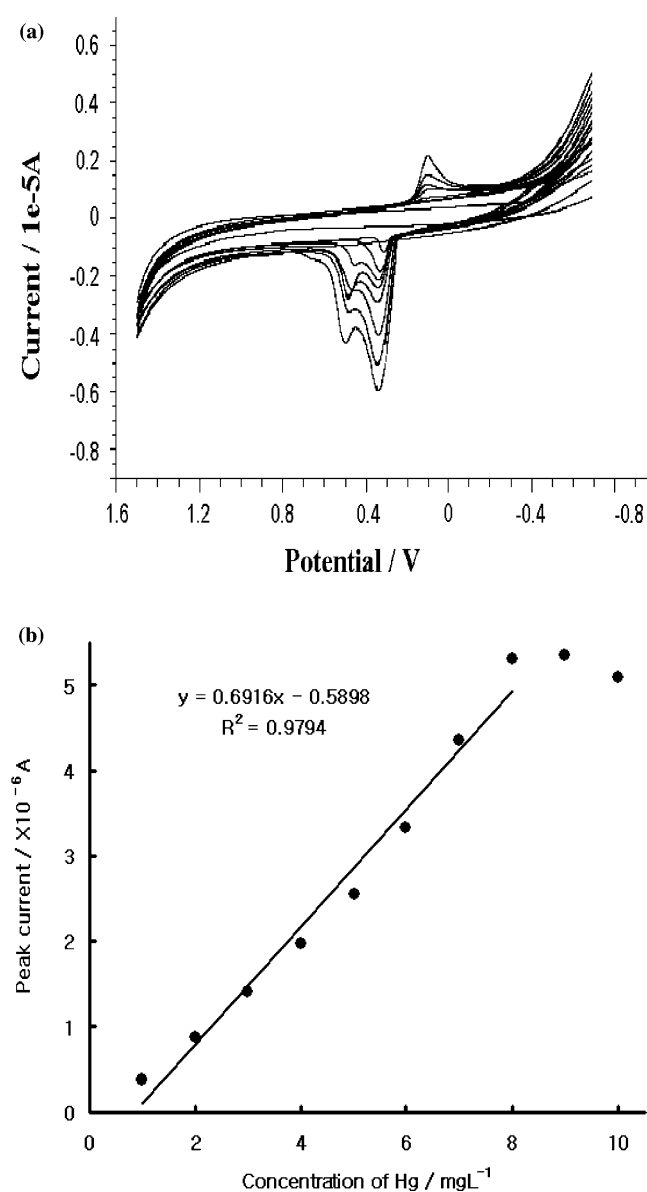 (a)
0.6
0.4
0.2
0
-0.2
-0.4
-0.6
-0.8
Current / 1e-5A
1.6 1.2 0.8 0.4 0 -0.4 -0.8
Potential / V
(b)
y = 0.6916x − 0.5898
R² = 0.9794
5
4
3
2
1
0
Peak current / X10⁻⁶ A
0 2 4 6 8 10
Concentration of Hg / mgL⁻¹